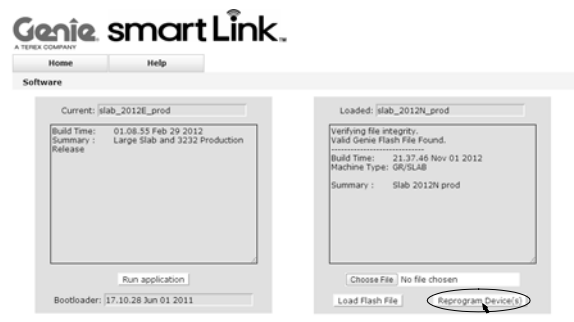 Genie smartLink™
A TEREX COMPANY
Home Help
Software
Current: slab_2012E_prod
Build Time: 01.08.55 Feb 29 2012
Summary : Large Slab and 3232 Production
Release
Run application
Bootloader: 17.10.28 Jun 01 2011
Loaded: slab_2012N_prod
Verifying file integrity.
Valid Genie Flash File Found.
------------------------
Build Time: 21.37.46 Nov 01 2012
Machine Type: GR/SLAB
Summary : Slab 2012N prod
Choose File No file chosen
Load Flash File Reprogram Device(s)